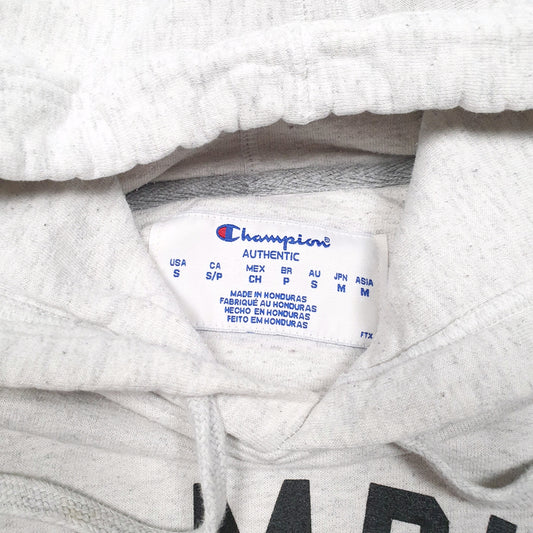 Champion®
AUTHENTIC
USA CA MEX BR AU JPN ASIA
S S/P CH P S M M
MADE IN HONDURAS
FABRIQUÉ AU HONDURAS
HECHO EN HONDURAS
FEITO EM HONDURAS
FTX